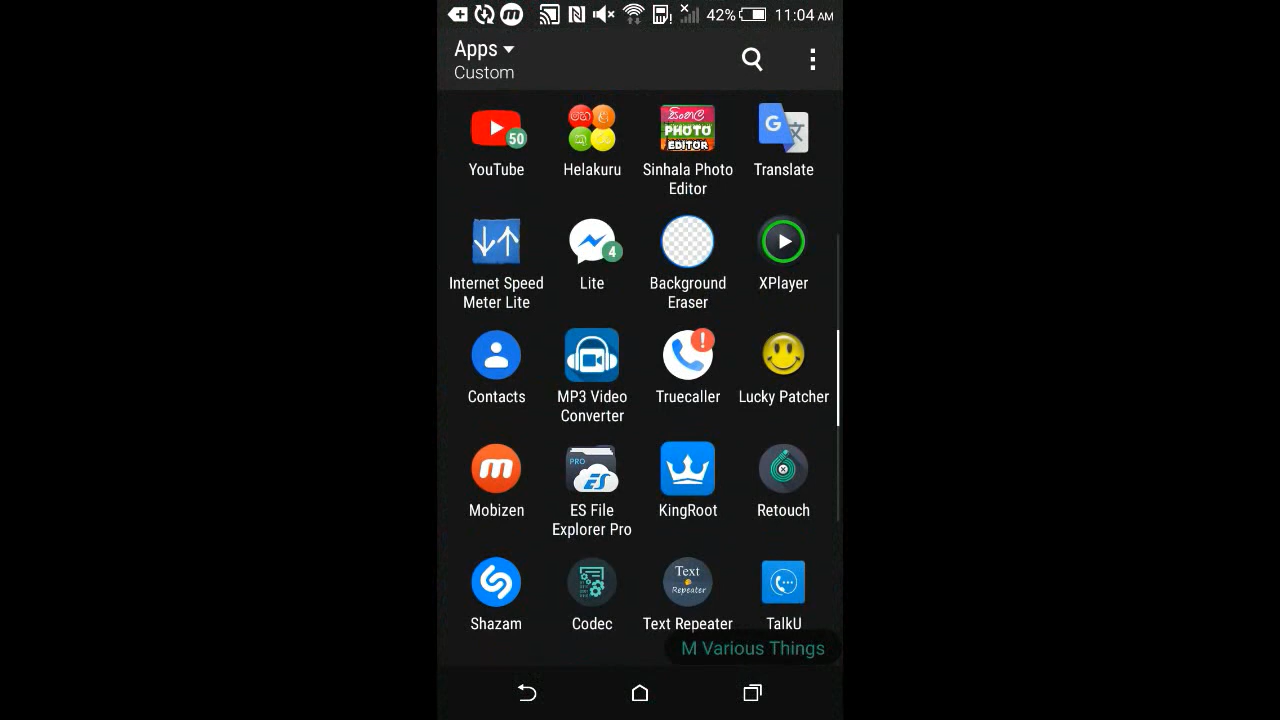 42% 11:04 AM
Apps
Custom
50
සිංහල
PHOTO
EDITOR
G
YouTube Helakuru Sinhala Photo Editor Translate
4
Internet Speed Meter Lite Lite Background Eraser XPlayer
Contacts MP3 Video Converter Truecaller Lucky Patcher
PRO
ES
Mobizen ES File Explorer Pro KingRoot Retouch
Text
Repeater
Shazam Codec Text Repeater TalkU
M Various Things